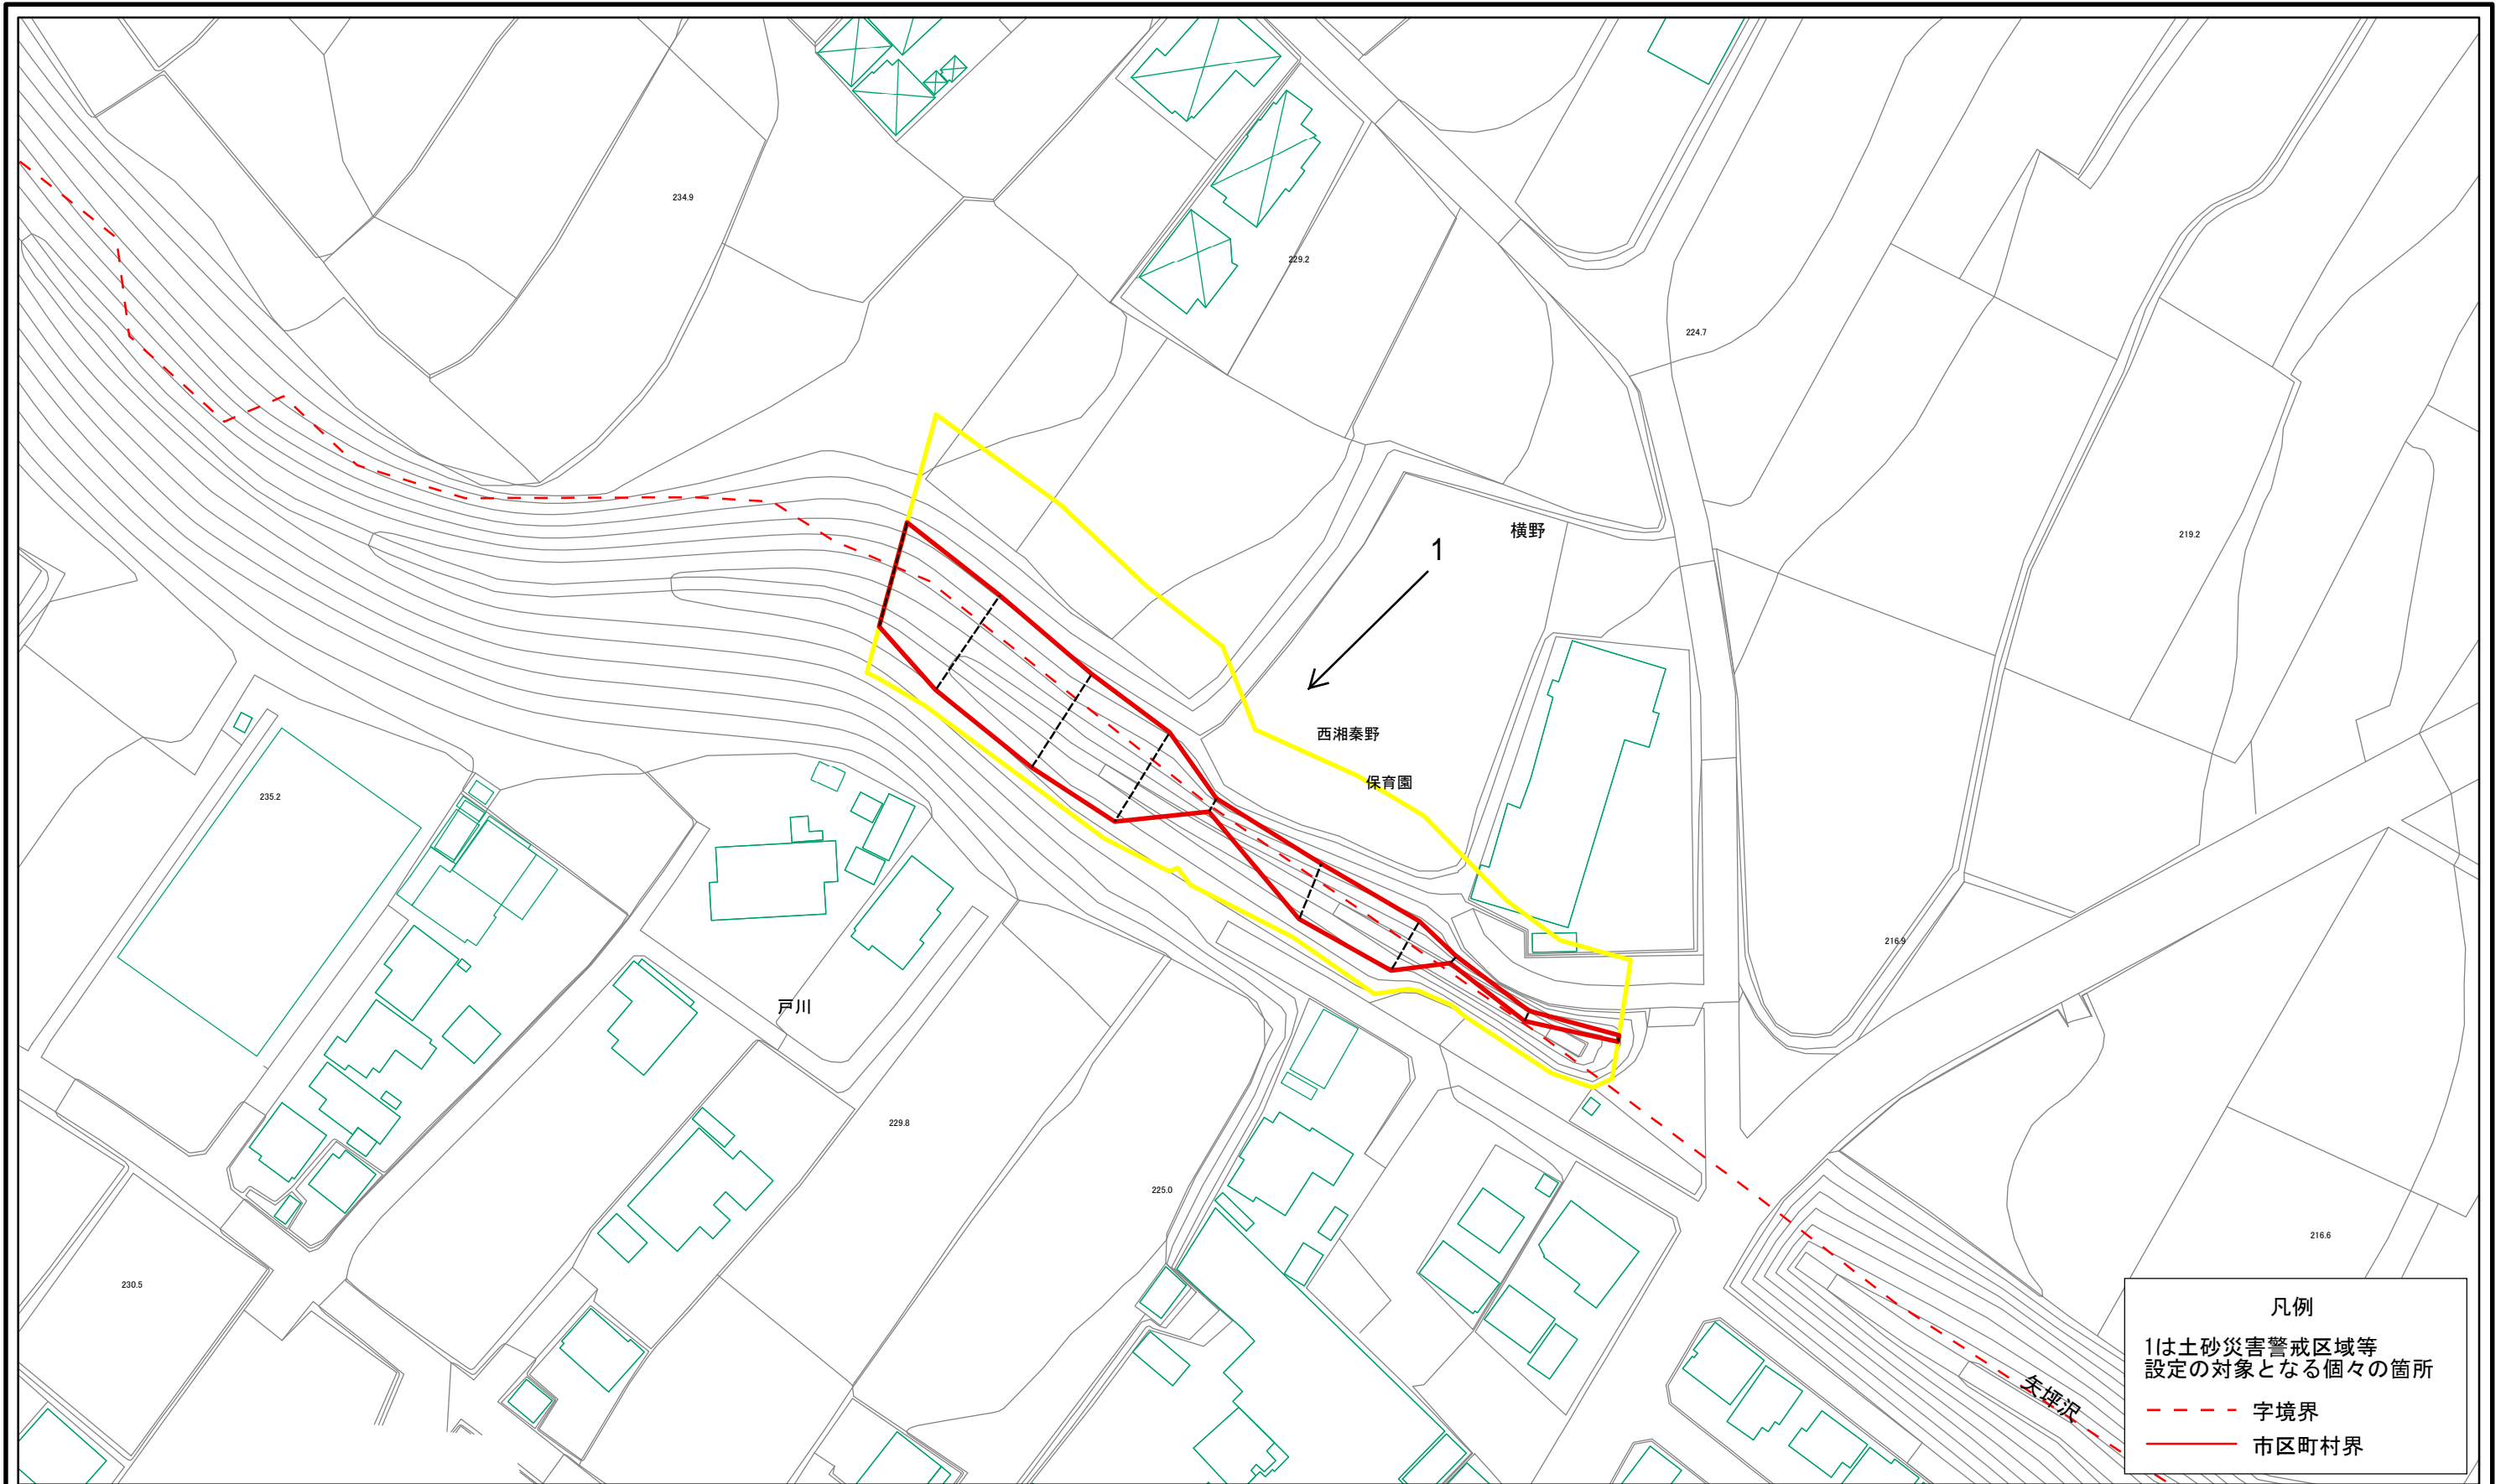 234.9
229.2
224.7
横野
1
219.2
西湘秦野
保育園
235.2
216.9
戸川
229.8
225.0
216.6
230.5
矢坪沢
凡例
1は土砂災害警戒区域等
設定の対象となる個々の箇所
字境界
市区町村界